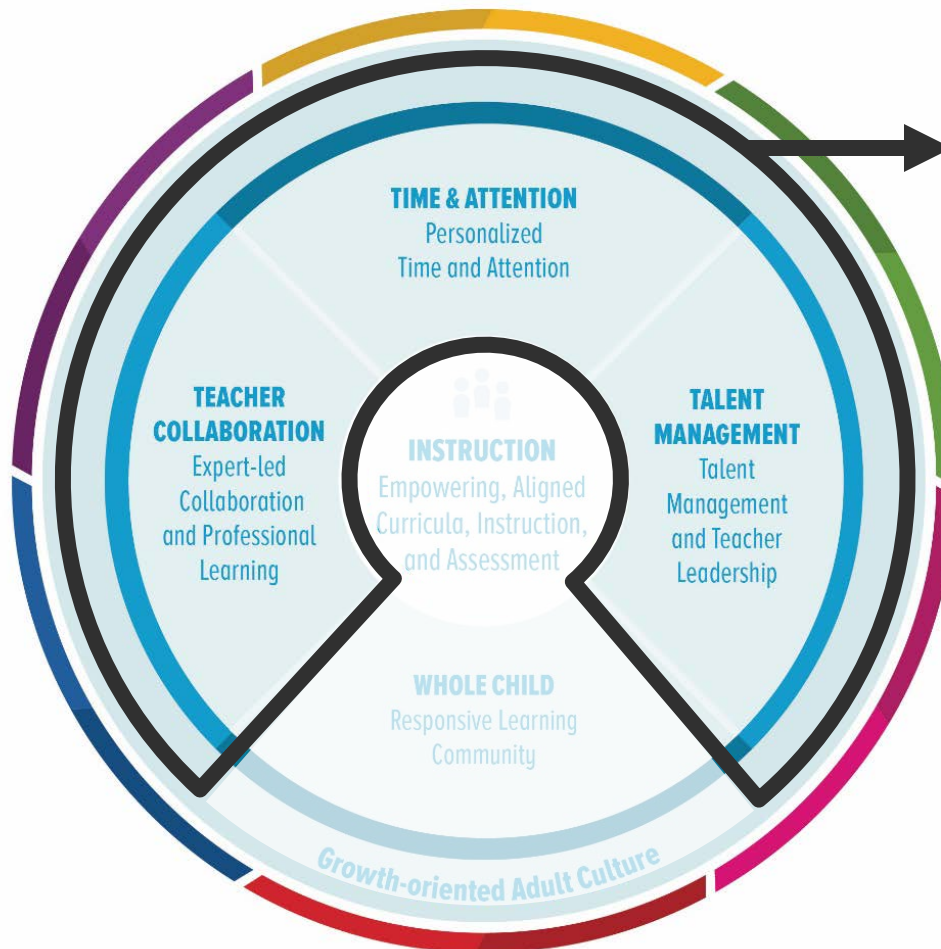 TIME & ATTENTION
Personalized
Time and Attention
TEACHER
COLLABORATION
Expert-led
Collaboration
and Professional
Learning
INSTRUCTION
Empowering, Aligned
Curricula, Instruction,
and Assessment
TALENT
MANAGEMENT
Talent
Management
and Teacher
Leadership
WHOLE CHILD
Responsive Learning
Community
Growth-oriented Adult Culture